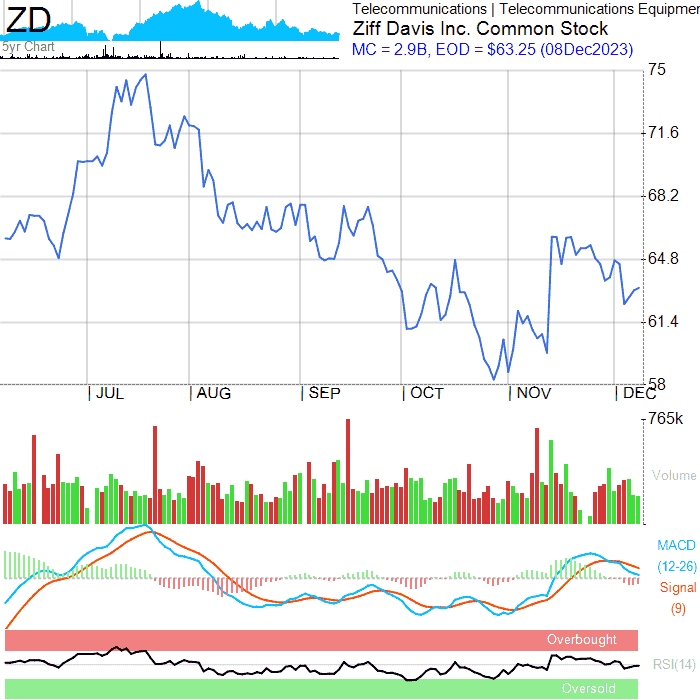 ZD
5yr Chart
Telecommunications | Telecommunications Equipmen
Ziff Davis Inc. Common Stock
MC = 2.9B, EOD = $63.25 (08Dec2023)
75
71.6
68.2
64.8
61.4
58
| JUL | AUG | SEP | OCT | NOV | DEC
765k
Volume
MACD
(12-26)
Signal
(9)
Overbought
RSI(14)
Oversold